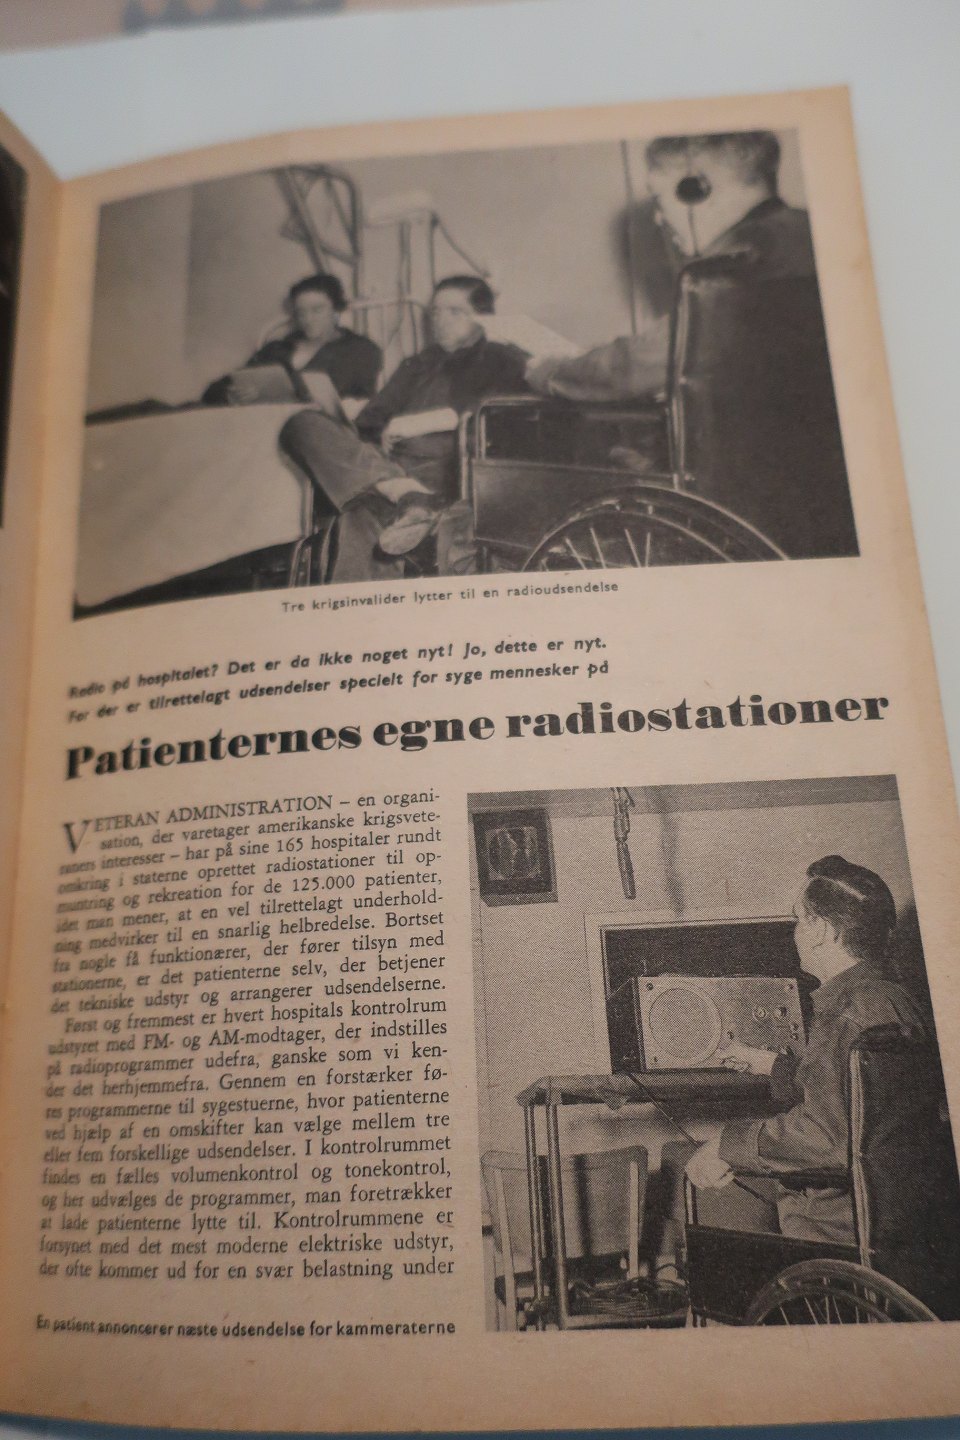 Tre krigsinvalider lytter til en radioudsendelse
Radio på hospitalet? Det er da ikke noget nyt! Jo, dette er nyt.
For der er tilrettelagt udsendelser specielt for syge mennesker på
Patienternes egne radiostationer
VETERAN ADMINISTRATION – en organi-
sation, der varetager amerikanske krigsvete-
raners interesser – har på sine 165 hospitaler rundt
omkring i staterne oprettet radiostationer til op-
muntring og rekreation for de 125.000 patienter,
idet man mener, at en vel tilrettelagt underhold-
ning medvirker til en snarlig helbredelse. Bortset
fra nogle få funktionærer, der fører tilsyn med
stationerne, er det patienterne selv, der betjener
det tekniske udstyr og arrangerer udsendelserne.
Først og fremmest er hvert hospitals kontrolrum
udstyret med FM- og AM-modtager, der indstilles
på radioprogrammer udefra, ganske som vi ken-
der det herhjemmefra. Gennem en forstærker fø-
res programmerne til sygestuerne, hvor patienterne
ved hjælp af en omskifter kan vælge mellem tre
eller fem forskellige udsendelser. I kontrolrummet
findes en fælles volumenkontrol og tonekontrol,
og her udvælges de programmer, man foretrækker
at lade patienterne lytte til. Kontrolrummene er
forsynet med det mest moderne elektriske udstyr,
der ofte kommer ud for en svær belastning under
En patient annoncerer næste udsendelse for kammeraterne